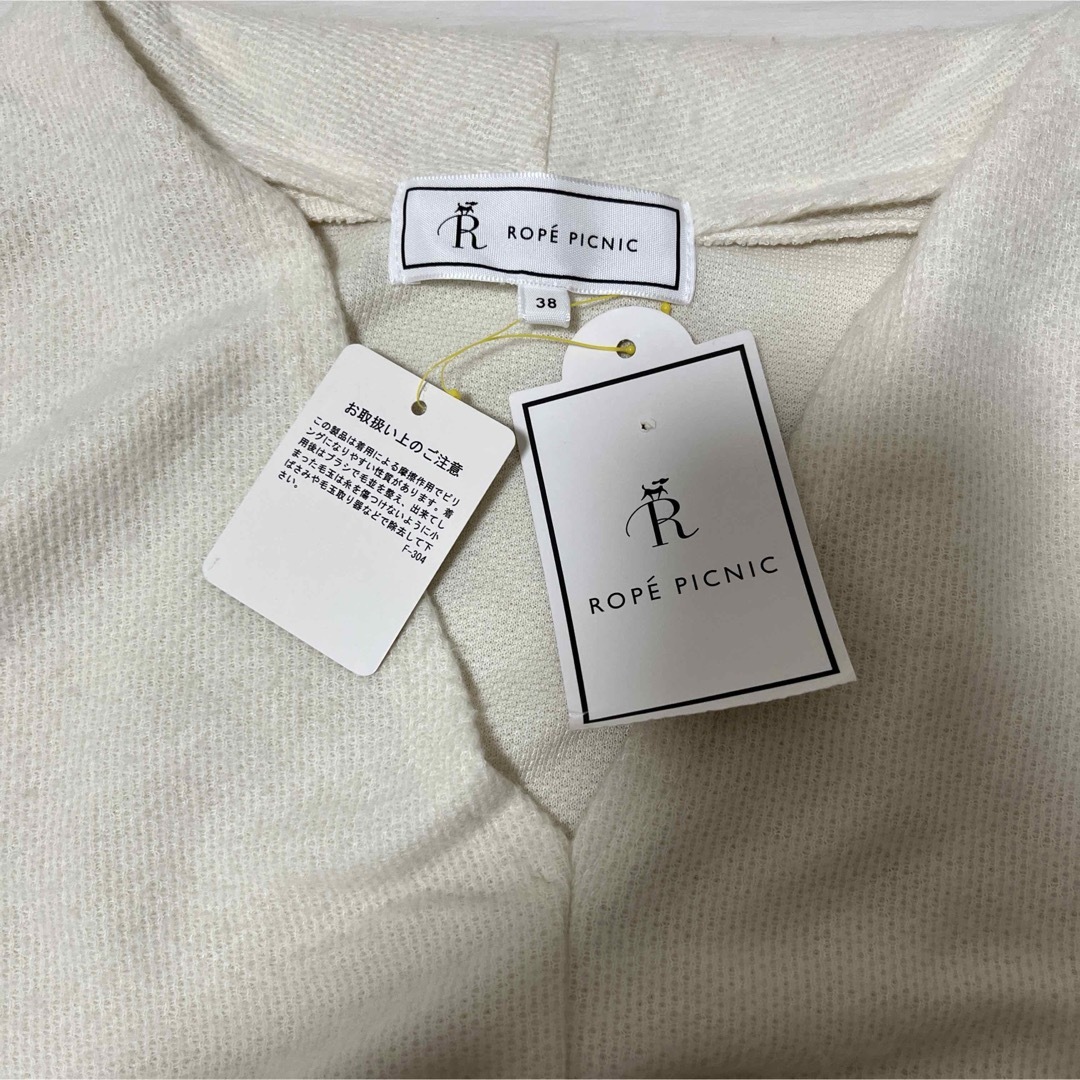 R ROPÉ PICNIC
38
お取扱い上のご注意
この製品は着用による摩擦作用でピリ
ングになりやすい性質があります。着
用後はブラシで毛並を整え、出来てし
まった毛玉は糸を傷つけないように小
ばさみや毛玉取り器などで除去して下
さい。
F-304
R
ROPÉ PICNIC